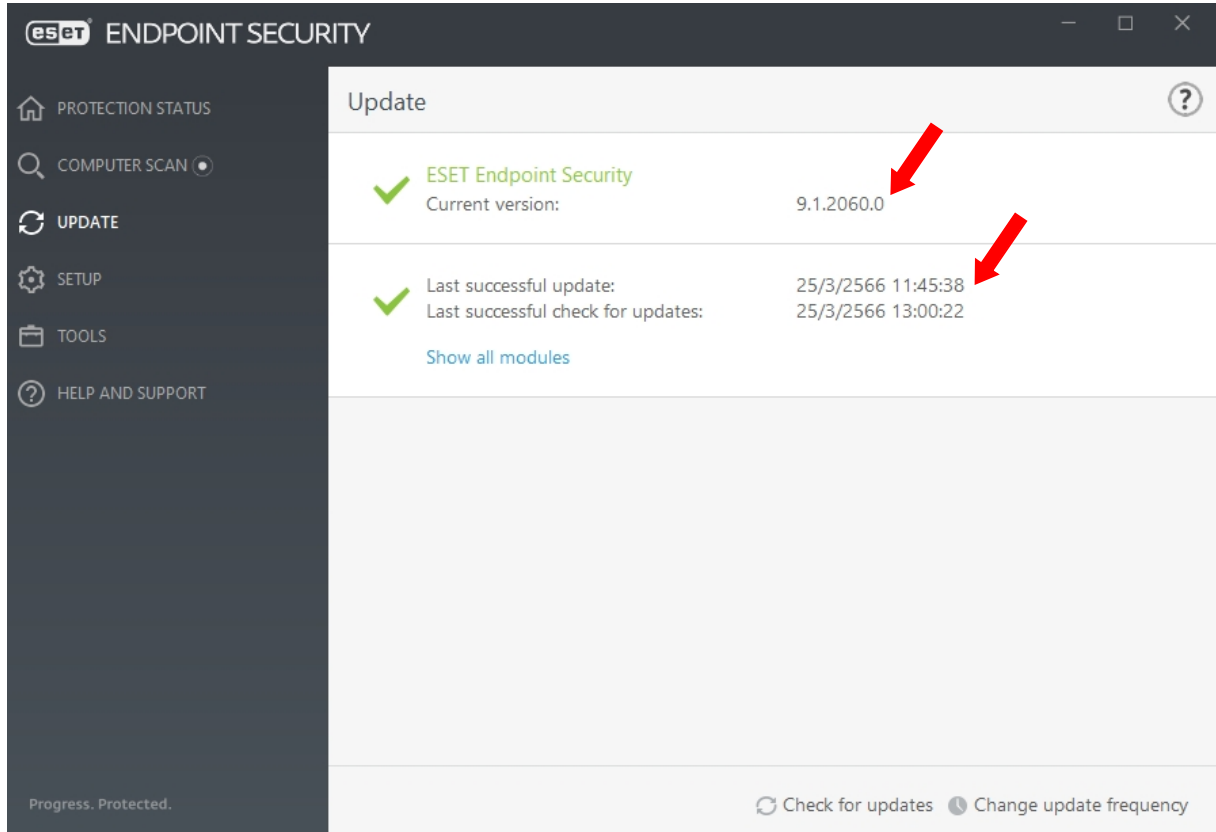 eset ENDPOINT SECURITY
PROTECTION STATUS
COMPUTER SCAN
UPDATE
SETUP
TOOLS
HELP AND SUPPORT
Progress. Protected.
Update
?
ESET Endpoint Security
Current version: 9.1.2060.0
Last successful update: 25/3/2566 11:45:38
Last successful check for updates: 25/3/2566 13:00:22
Show all modules
Check for updates Change update frequency